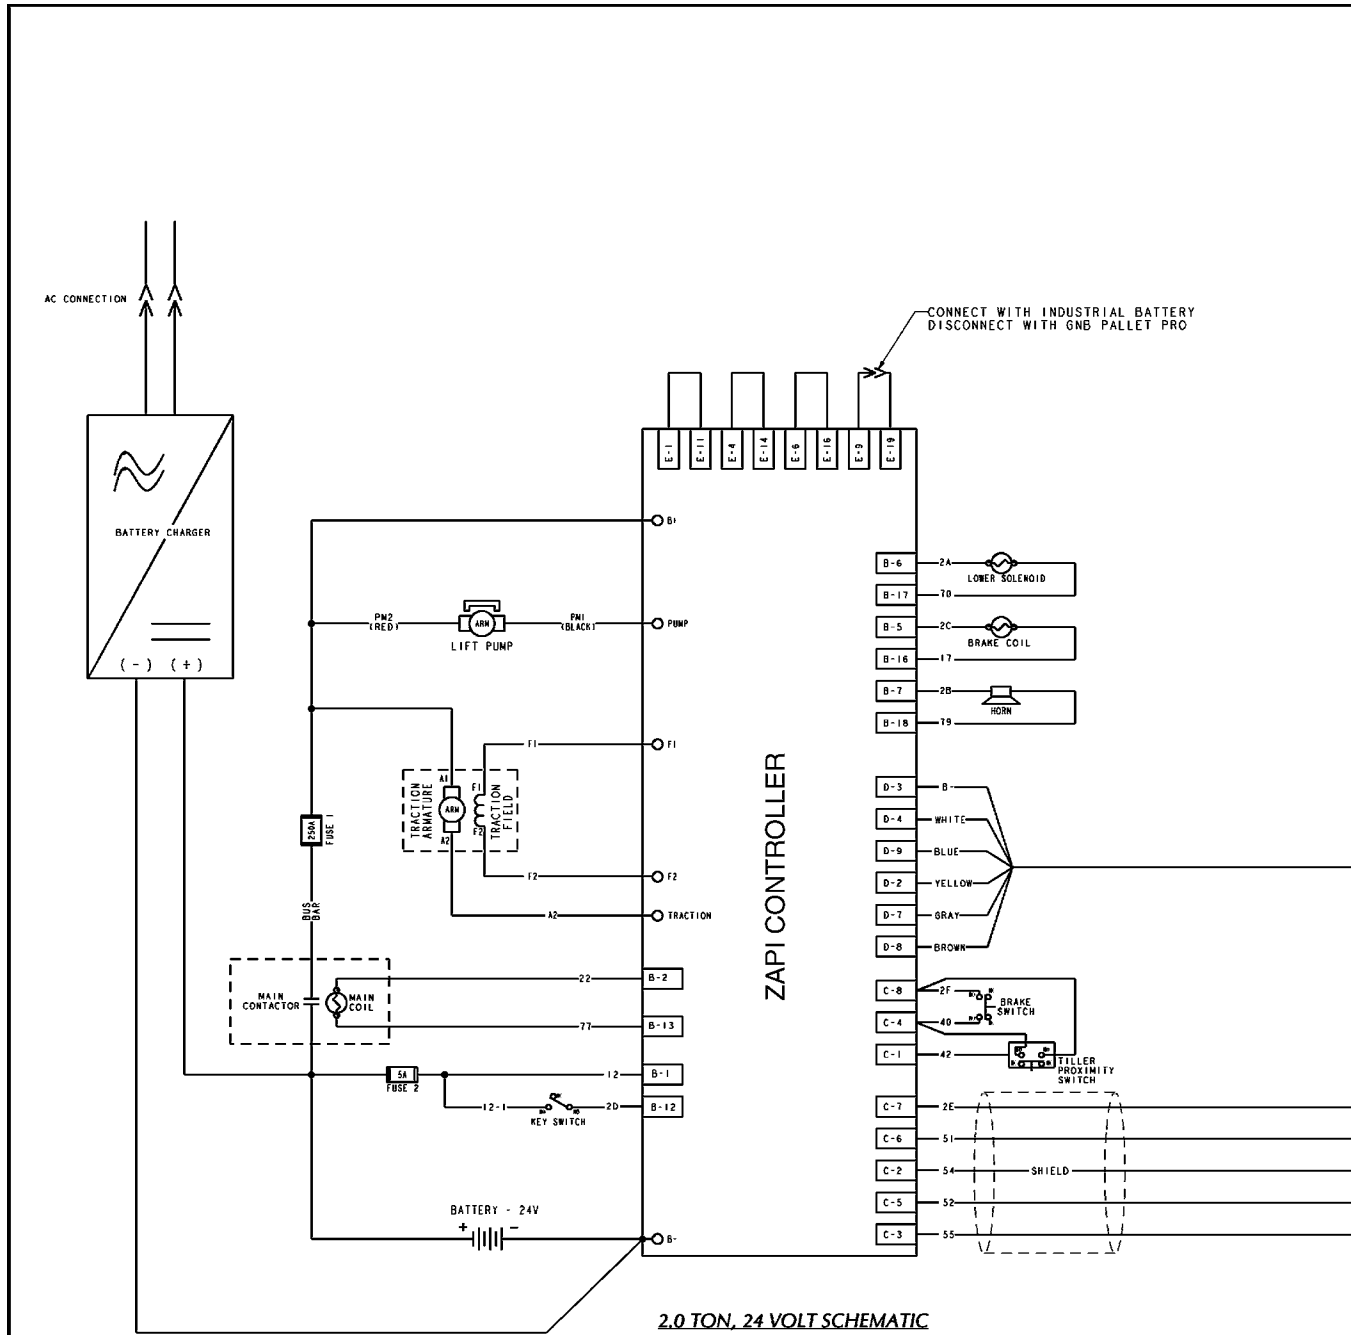 AC CONNECTION
CONNECT WITH INDUSTRIAL BATTERY
DISCONNECT WITH GNB PALLET PRO
E-1
E-11
E-4
E-14
E-6
E-16
E-9
E-19
BATTERY CHARGER
(-) (+)
B+
PM2
(RED)
ARM
PM1
(BLACK)
PUMP
LIFT PUMP
F1
F1
A1
F1
TRACTION
ARMATURE
ARM
TRACTION
FIELD
A2
F2
F2
F2
A2
TRACTION
250A
FUSE 1
BUS
BAR
MAIN
CONTACTOR
MAIN
COIL
22
B-2
77
B-13
5A
FUSE 2
12
B-1
12-1
KEY SWITCH
2D
B-12
BATTERY - 24V
+ -
B-
ZAPI CONTROLLER
B-6
2A
LOWER SOLENOID
B-17
70
B-5
2C
BRAKE COIL
B-16
17
B-7
2B
HORN
B-18
79
D-3
B-
D-4
WHITE
D-9
BLUE
D-2
YELLOW
D-7
GRAY
D-8
BROWN
C-8
2F
BRAKE
SWITCH
C-4
40
C-1
42
TILLER
PROXIMITY
SWITCH
C-7
2E
C-6
51
C-2
54
SHIELD
C-5
52
C-3
55
2.0 TON, 24 VOLT SCHEMATIC